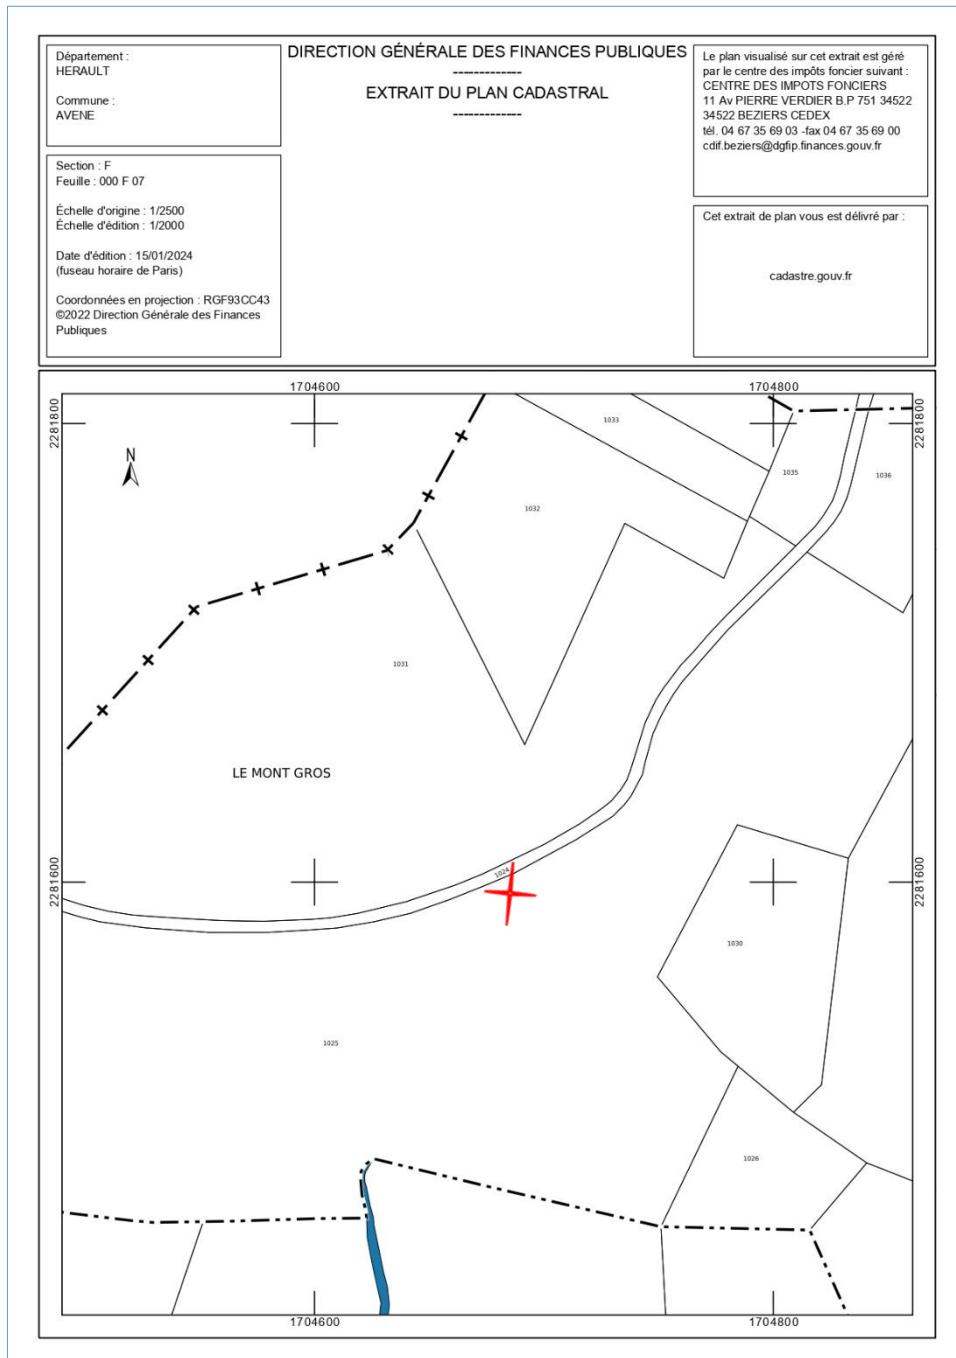 Département :
HERAULT
Commune :
AVENE
Section : F
Feuille : 000 F 07
Échelle d'origine : 1/2500
Échelle d'édition : 1/2000
Date d'édition : 15/01/2024
(fuseau horaire de Paris)
Coordonnées en projection : RGF93CC43
©2022 Direction Générale des Finances
Publiques
DIRECTION GÉNÉRALE DES FINANCES PUBLIQUES
-------------
EXTRAIT DU PLAN CADASTRAL
-------------
Le plan visualisé sur cet extrait est géré
par le centre des impôts foncier suivant :
CENTRE DES IMPOTS FONCIERS
11 Av PIERRE VERDIER B.P 751 34522
34522 BEZIERS CEDEX
tél. 04 67 35 69 03 -fax 04 67 35 69 00
cdif.beziers@dgfip.finances.gouv.fr
Cet extrait de plan vous est délivré par :
cadastre.gouv.fr
1704600
1704800
2281800
2281800
N
1033
1035
1036
1032
1031
LE MONT GROS
2281600
2281600
1024
1030
1025
1026
1704600
1704800